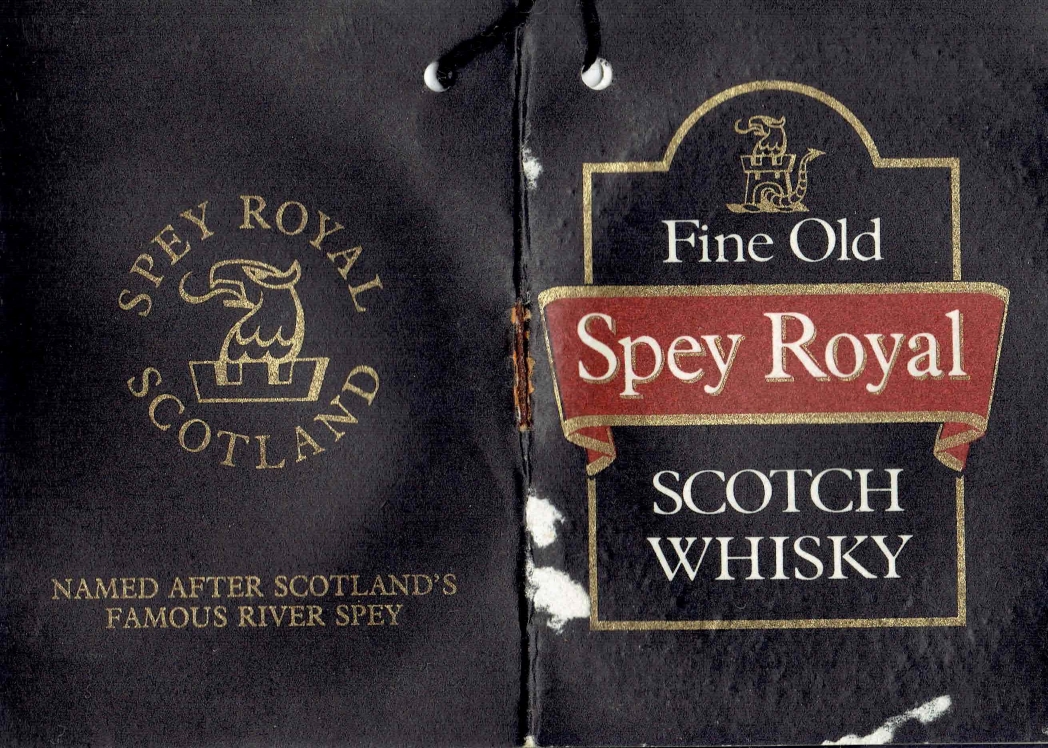 SPEY ROYAL
SCOTLAND
NAMED AFTER SCOTLAND'S
FAMOUS RIVER SPEY
Fine Old
Spey Royal
SCOTCH
WHISKY